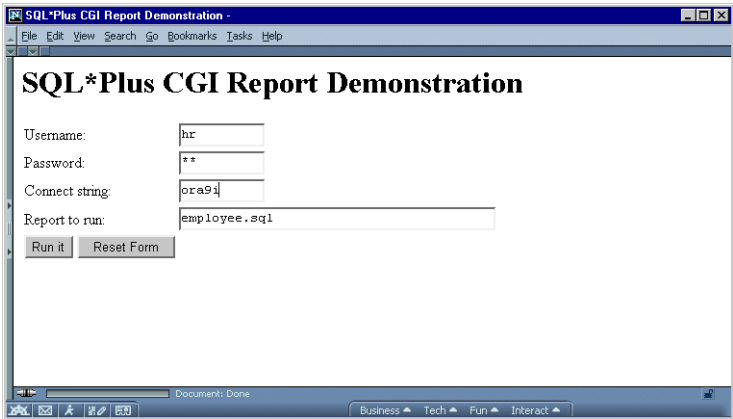 SQL*Plus CGI Report Demonstration -
File Edit View Search Go Bookmarks Tasks Help
SQL*Plus CGI Report Demonstration
Username: hr
Password: **
Connect string: ora9i
Report to run: employee.sql
Run it Reset Form
Document: Done
Business Tech Fun Interact